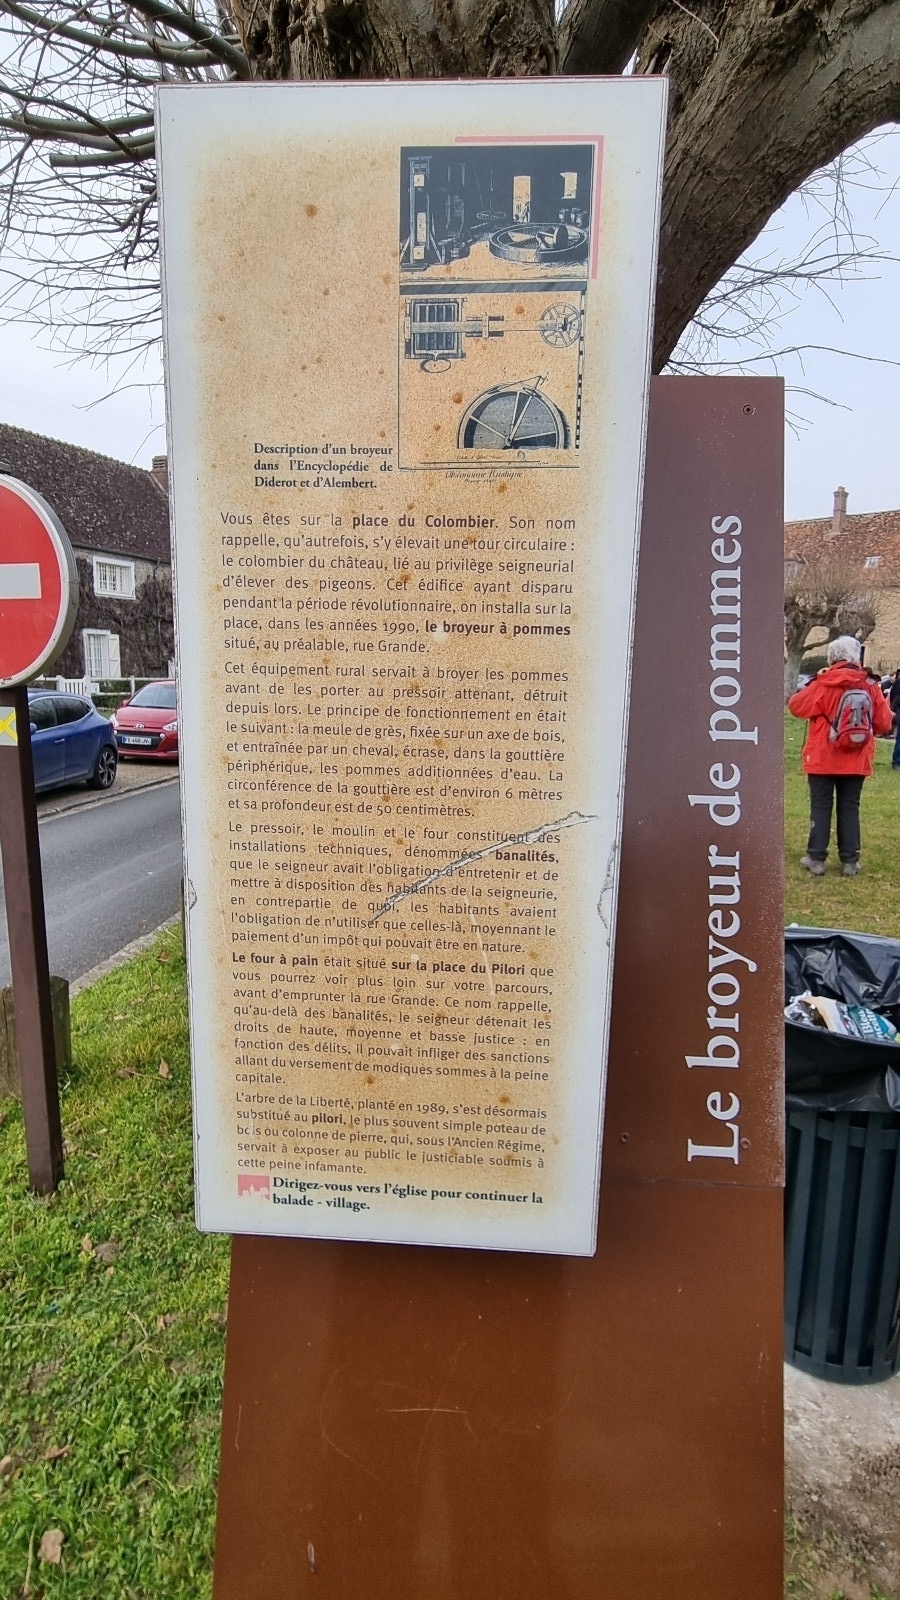 Description d'un broyeur
dans l'Encyclopédie de
Diderot et d'Alembert.
Œconomie Rustique,
Vous êtes sur la place du Colombier. Son nom
rappelle, qu'autrefois, s'y élevait une tour circulaire :
le colombier du château, lié au privilège seigneurial
d'élever des pigeons. Cet édifice ayant disparu
pendant la période révolutionnaire, on installa sur la
place, dans les années 1990, le broyeur à pommes
situé, au préalable, rue Grande.
Cet équipement rural servait à broyer les pommes
avant de les porter au pressoir attenant, détruit
depuis lors. Le principe de fonctionnement en était
le suivant : la meule de grès, fixée sur un axe de bois,
et entraînée par un cheval, écrase, dans la gouttière
périphérique, les pommes additionnées d'eau. La
circonférence de la gouttière est d'environ 6 mètres
et sa profondeur est de 50 centimètres.
Le pressoir, le moulin et le four constituent des
installations techniques, dénommées banalités,
que le seigneur avait l'obligation d'entretenir et de
mettre à disposition des habitants de la seigneurie,
en contrepartie de quoi, les habitants avaient
l'obligation de n'utiliser que celles-là, moyennant le
paiement d'un impôt qui pouvait être en nature.
Le four à pain était situé sur la place du Pilori que
vous pourrez voir plus loin sur votre parcours,
avant d'emprunter la rue Grande. Ce nom rappelle,
qu'au-delà des banalités, le seigneur détenait les
droits de haute, moyenne et basse justice : en
fonction des délits, il pouvait infliger des sanctions
allant du versement de modiques sommes à la peine
capitale.
L'arbre de la Liberté, planté en 1989, s'est désormais
substitué au pilori, le plus souvent simple poteau de
bois ou colonne de pierre, qui, sous l'Ancien Régime,
servait à exposer au public le justiciable soumis à
cette peine infamante.
Dirigez-vous vers l'église pour continuer la
balade - village.
Le broyeur de pommes